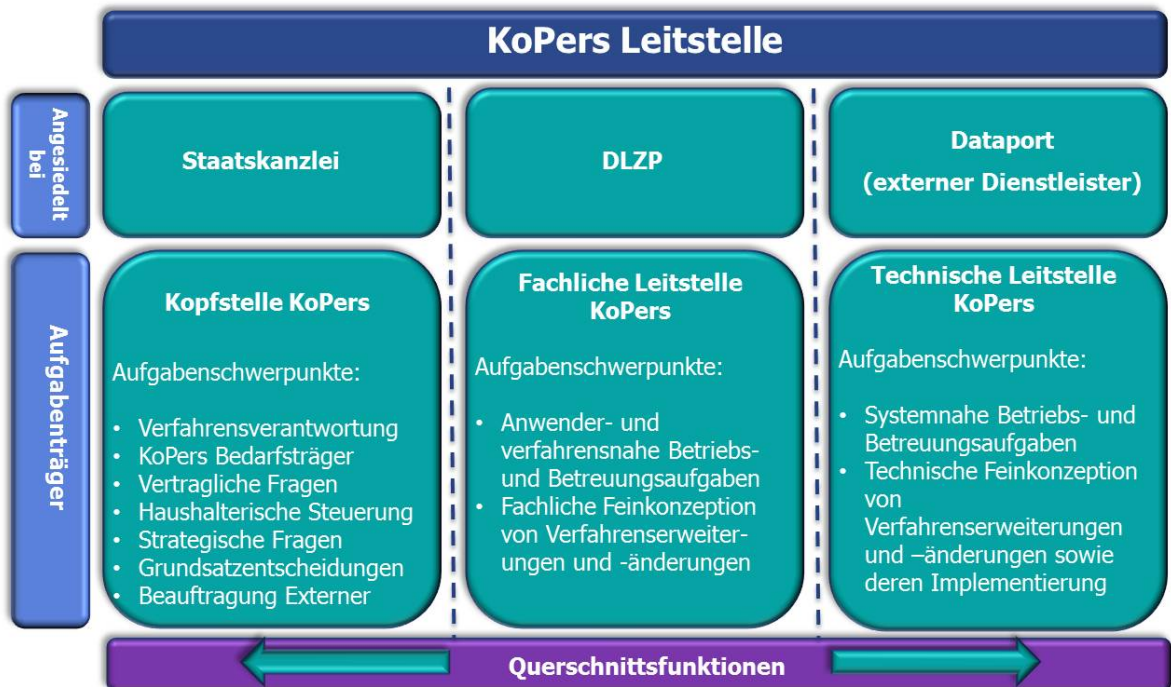 KoPers Leitstelle
Angesiedelt
bei
Staatskanzlei
DLZP
Dataport
(externer Dienstleister)
Aufgabenträger
Kopfstelle KoPers
Aufgabenschwerpunkte:
• Verfahrensverantwortung
• KoPers Bedarfsträger
• Vertragliche Fragen
• Haushalterische Steuerung
• Strategische Fragen
• Grundsatzentscheidungen
• Beauftragung Externer
Fachliche Leitstelle
KoPers
Aufgabenschwerpunkte:
• Anwender- und
verfahrensnahe Betriebs-
und Betreuungsaufgaben
• Fachliche Feinkonzeption
von Verfahrenserweiter-
ungen und -änderungen
Technische Leitstelle
KoPers
Aufgabenschwerpunkte:
• Systemnahe Betriebs- und
Betreuungsaufgaben
• Technische Feinkonzeption
von
Verfahrenserweiterungen
und –änderungen sowie
deren Implementierung
Querschnittsfunktionen